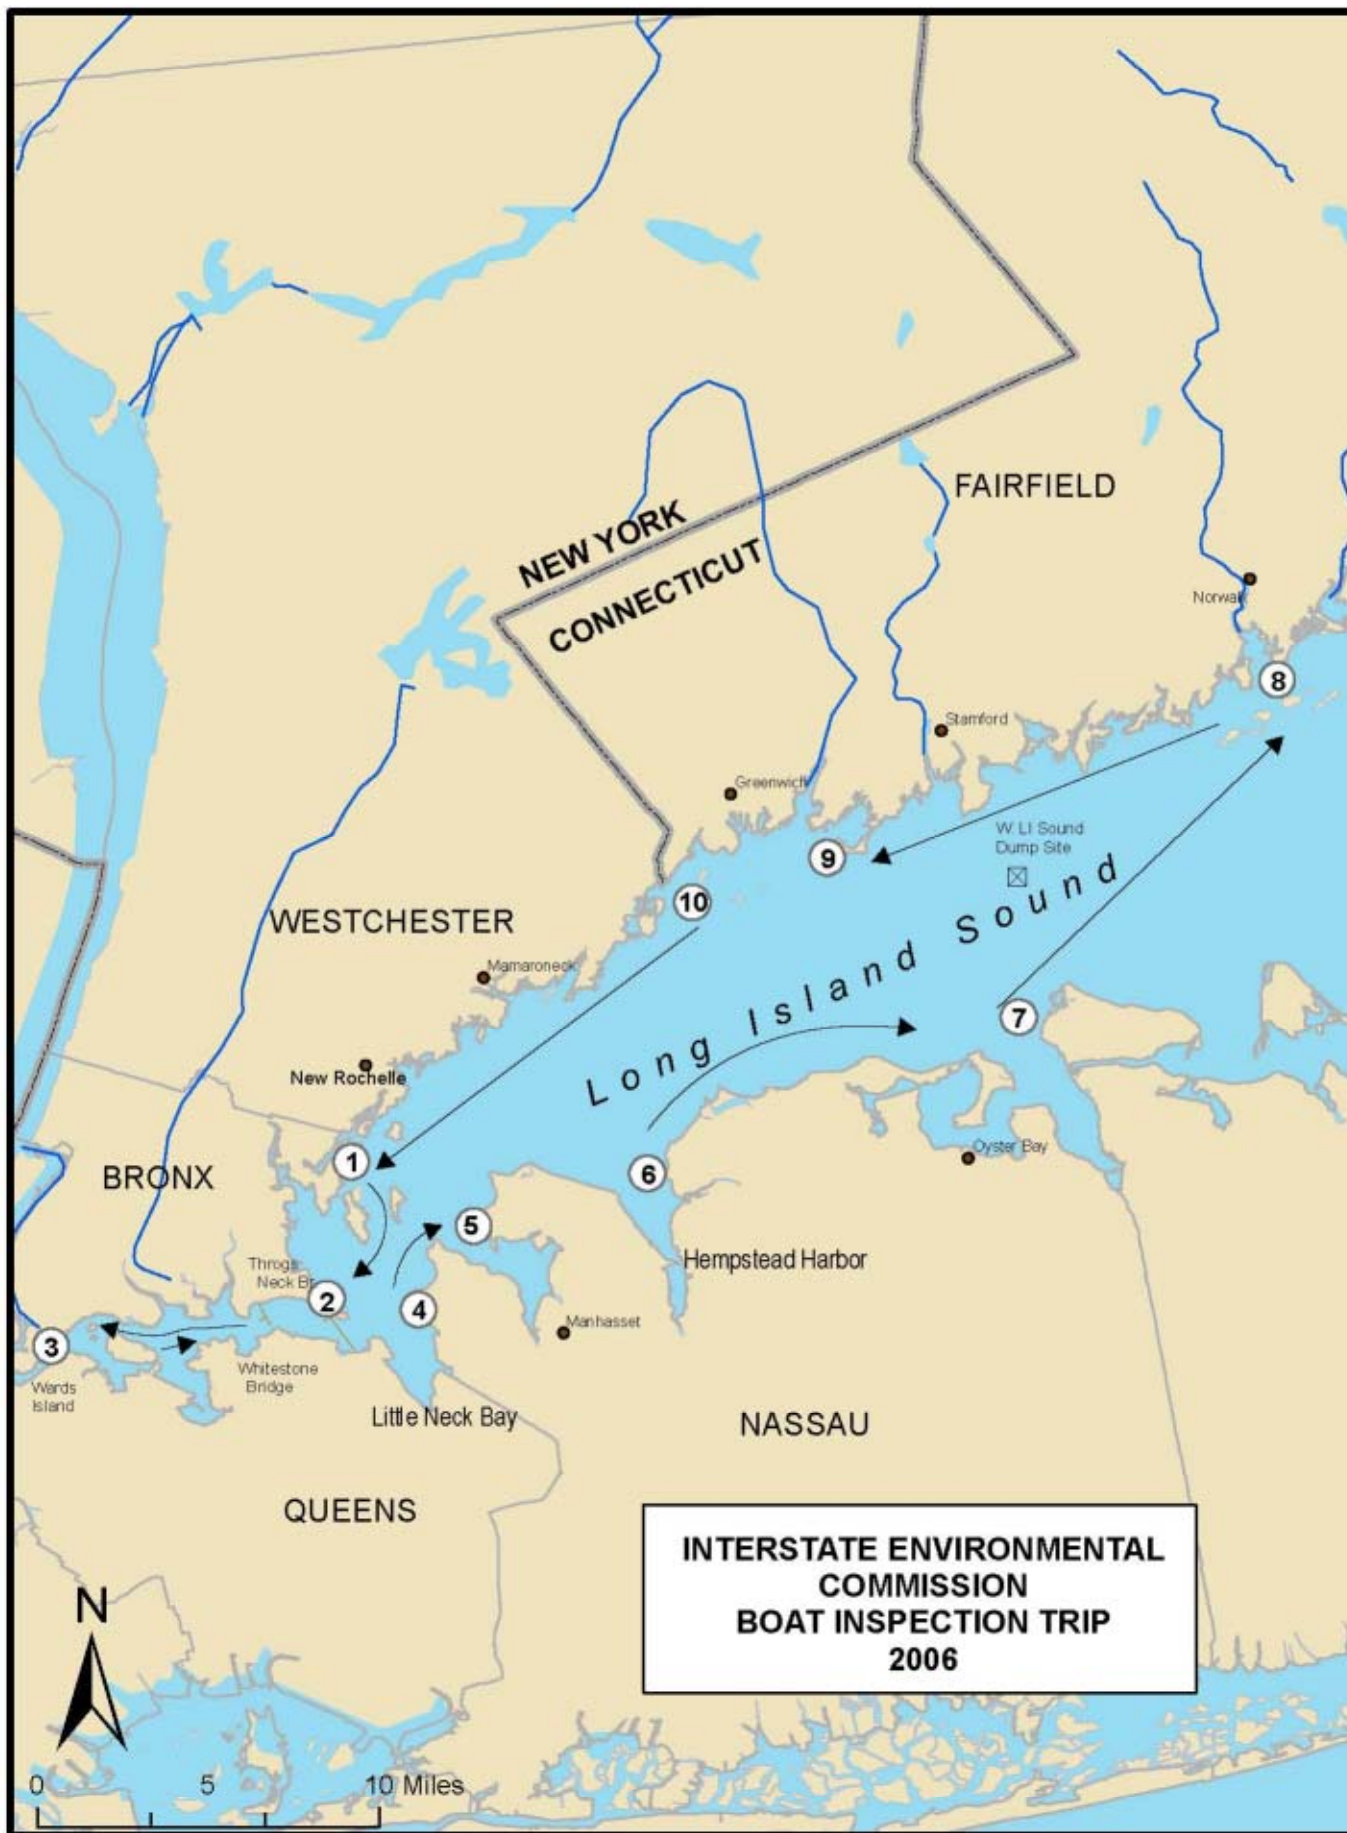 FAIRFIELD
NEW YORK
CONNECTICUT
Norwalk
8
Stamford
Greenwich
W. LI Sound
Dump Site
9
10
WESTCHESTER
Mamaroneck
Long Island Sound
7
New Rochelle
1
BRONX
6
Oyster Bay
5
Hempstead Harbor
Throgs
Neck Br.
2
4
Manhasset
3
Wards
Island
Whitestone
Bridge
Little Neck Bay
NASSAU
QUEENS
INTERSTATE ENVIRONMENTAL
COMMISSION
BOAT INSPECTION TRIP
2006
N
0 5 10 Miles